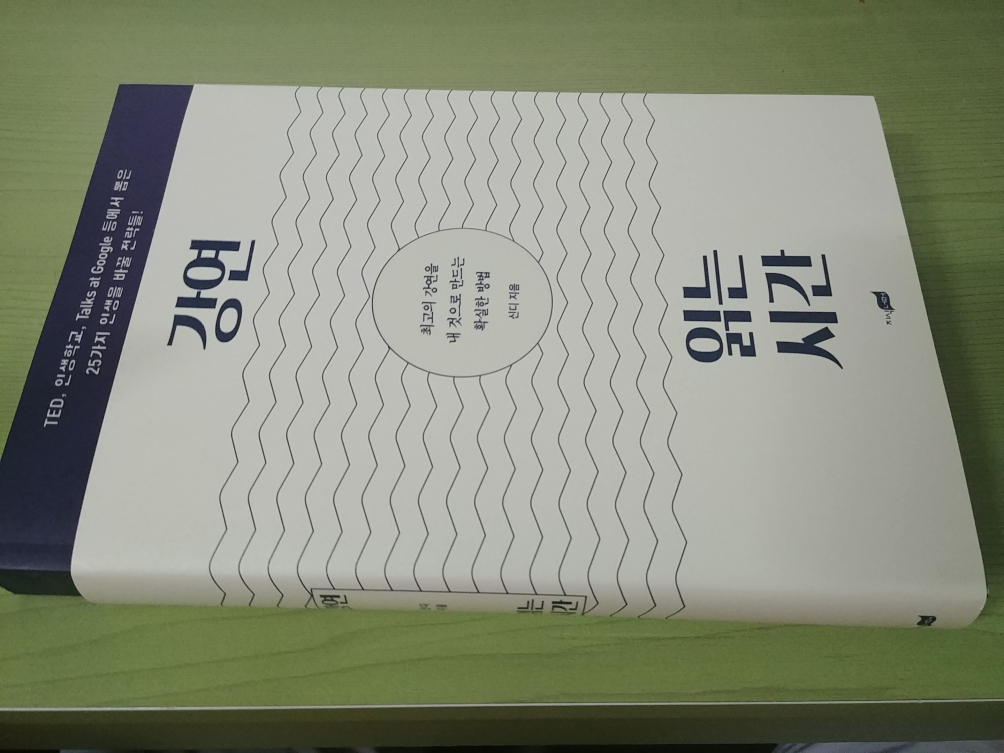 TED, 인생학교, Talks at Google 등에서 뽑은
25가지 인생을 바꿀 전략들!
강연
최고의 강연을
내 것으로 만드는
확실한 방법
신디 지음
읽는
시간